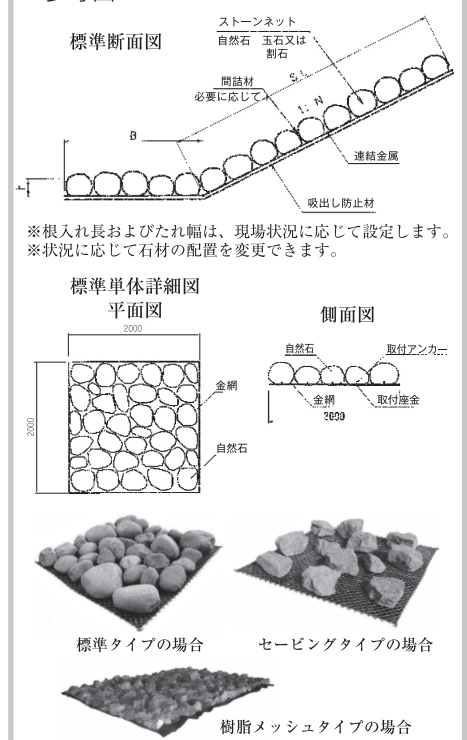 標準断面図
ストーンネット
自然石 玉石又は
割石
S L
間詰材
必要に応じて
1: N
B
連結金属
吸出し防止材
※根入れ長およびたれ幅は、現場状況に応じて設定します。
※状況に応じて石材の配置を変更できます。
標準単体詳細図
平面図
2000
2000
金網
自然石
側面図
自然石
取付アンカー
金網
取付座金
2000
標準タイプの場合
セービングタイプの場合
樹脂メッシュタイプの場合